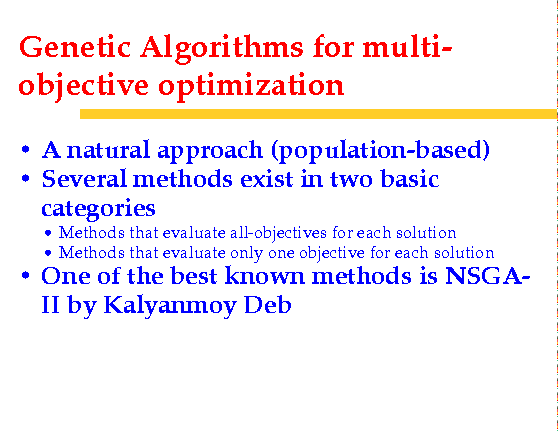 Genetic Algorithms for multi-
objective optimization
• A natural approach (population-based)
• Several methods exist in two basic
categories
• Methods that evaluate all-objectives for each solution
• Methods that evaluate only one objective for each solution
• One of the best known methods is NSGA-
II by Kalyanmoy Deb